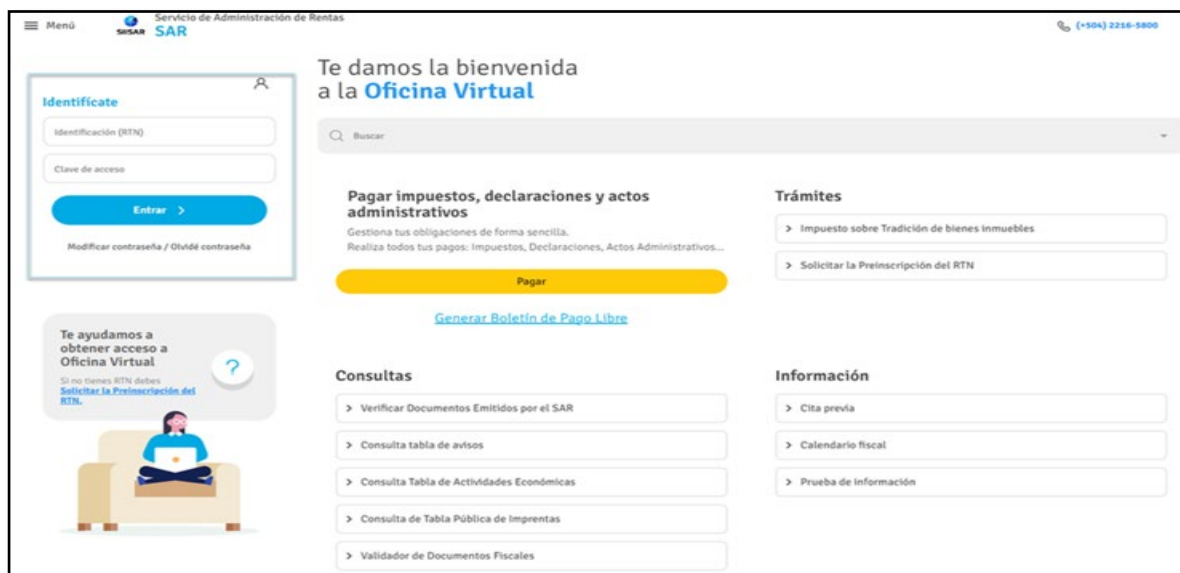 Menú
SIISAR
Servicio de Administración de Rentas
SAR
(+504) 2216-5800
Identifícate
Identificación (RTN)
Clave de acceso
Entrar >
Modificar contraseña / Olvidé contraseña
Te ayudamos a
obtener acceso a
Oficina Virtual
Si no tienes RTN debes
Solicitar la Preinscripción del
RTN.
?
Te damos la bienvenida
a la Oficina Virtual
Buscar
Pagar impuestos, declaraciones y actos
administrativos
Gestiona tus obligaciones de forma sencilla.
Realiza todos tus pagos: Impuestos, Declaraciones, Actos Administrativos...
Pagar
Generar Boletín de Pago Libre
Trámites
> Impuesto sobre Tradición de bienes inmuebles
> Solicitar la Preinscripción del RTN
Consultas
> Verificar Documentos Emitidos por el SAR
> Consulta tabla de avisos
> Consulta Tabla de Actividades Económicas
> Consulta de Tabla Pública de Imprentas
> Validador de Documentos Fiscales
Información
> Cita previa
> Calendario fiscal
> Prueba de Información